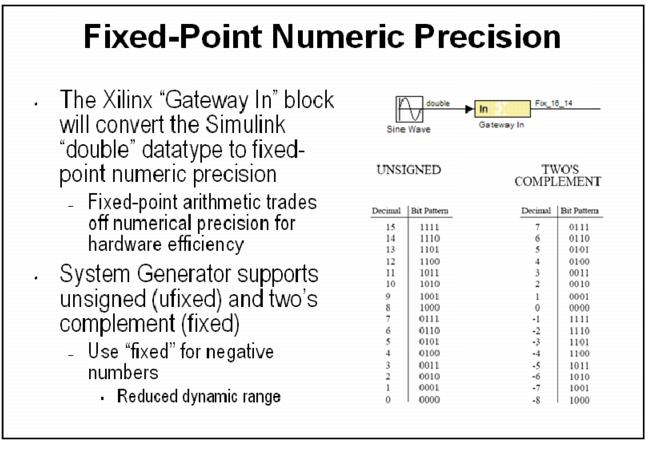 Fixed-Point Numeric Precision
• The Xilinx “Gateway In” block
will convert the Simulink
“double” datatype to fixed-
point numeric precision
– Fixed-point arithmetic trades
off numerical precision for
hardware efficiency
• System Generator supports
unsigned (ufixed) and two's
complement (fixed)
– Use “fixed” for negative
numbers
• Reduced dynamic range
double In Fix_16_14
Sine Wave Gateway In
UNSIGNED
Decimal Bit Pattern
15 1111
14 1110
13 1101
12 1100
11 1011
10 1010
9 1001
8 1000
7 0111
6 0110
5 0101
4 0100
3 0011
2 0010
1 0001
0 0000
TWO'S
COMPLEMENT
Decimal Bit Pattern
7 0111
6 0110
5 0101
4 0100
3 0011
2 0010
1 0001
0 0000
-1 1111
-2 1110
-3 1101
-4 1100
-5 1011
-6 1010
-7 1001
-8 1000